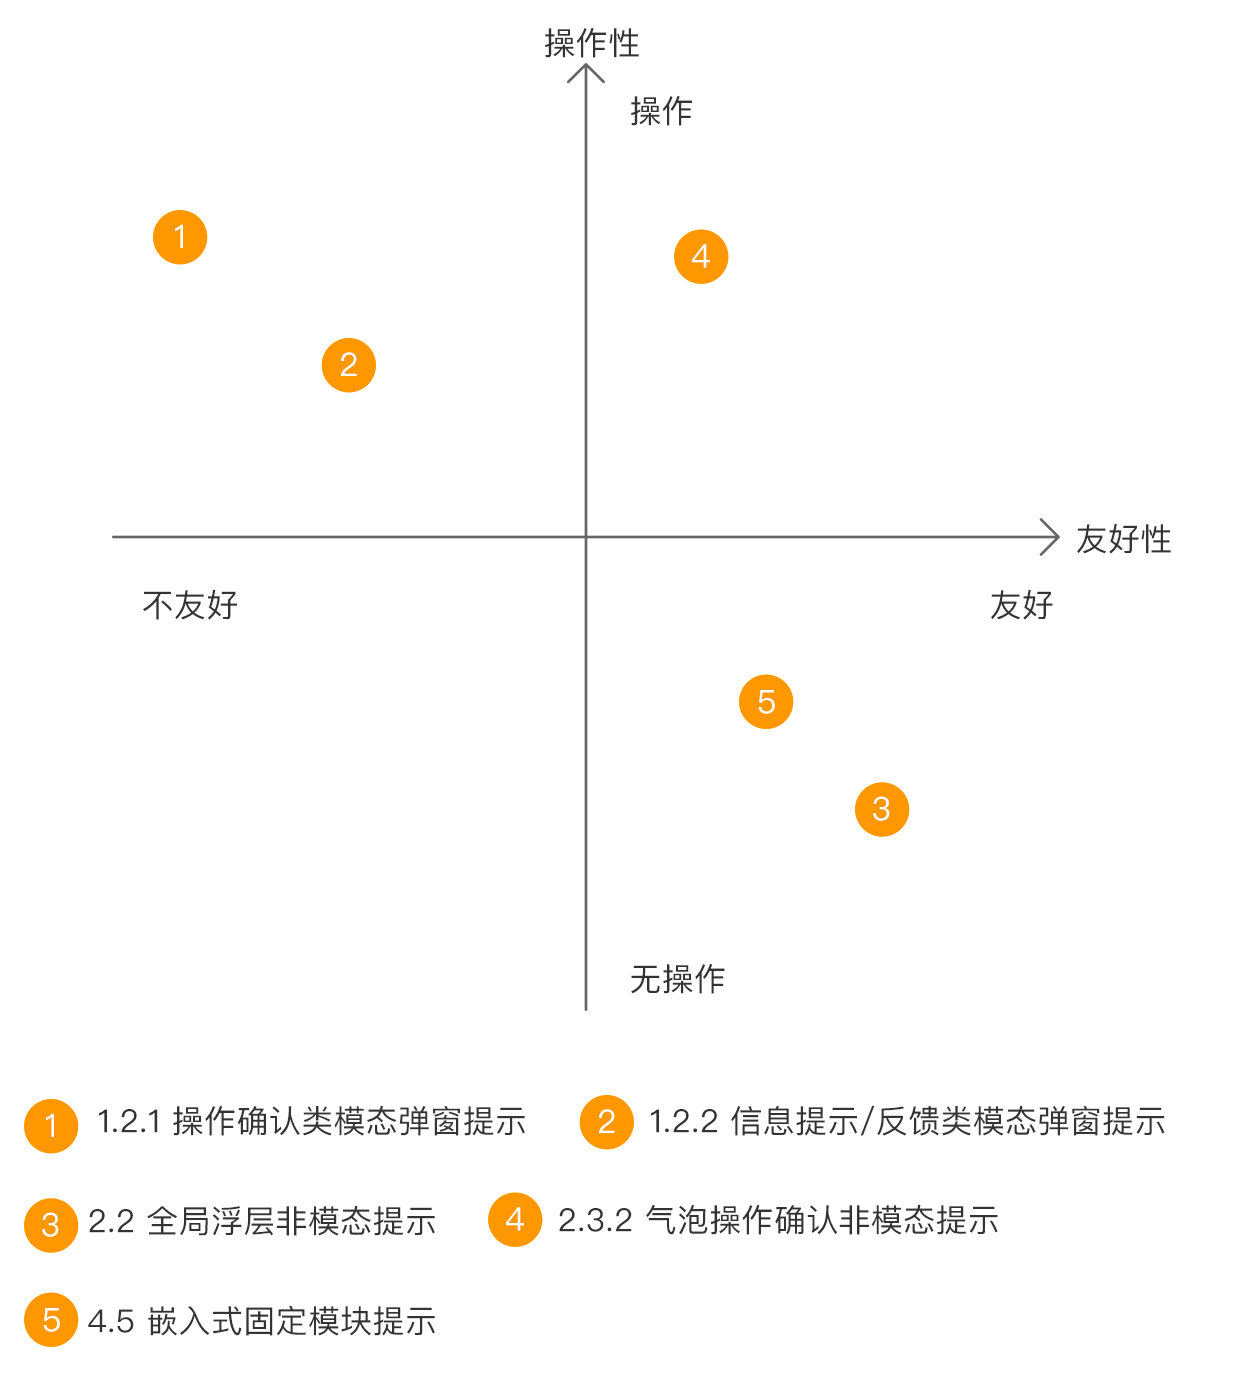 操作性
操作
1
4
2
友好性
不友好
友好
5
3
无操作
1 1.2.1 操作确认类模态弹窗提示
2 1.2.2 信息提示/反馈类模态弹窗提示
3 2.2 全局浮层非模态提示
4 2.3.2 气泡操作确认非模态提示
5 4.5 嵌入式固定模块提示